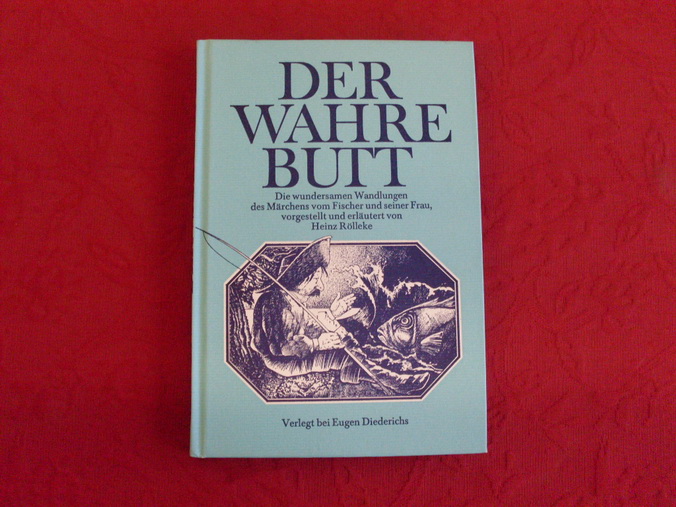 DER
WAHRE
BUTT
Die wundersamen Wandlungen
des Märchens vom Fischer und seiner Frau,
vorgestellt und erläutert von
Heinz Rölleke
Verlegt bei Eugen Diederichs